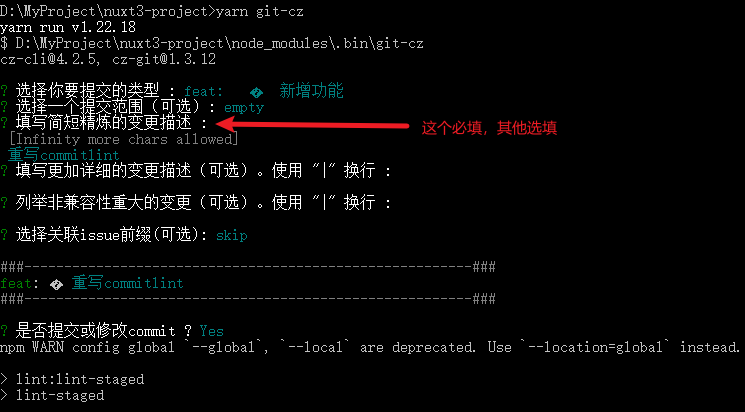 D:\MyProject\nuxt3-project>yarn git-cz
yarn run v1.22.18
$ D:\MyProject\nuxt3-project\node_modules\.bin\git-cz
cz-cli@4.2.5, cz-git@1.3.12
? 选择你要提交的类型 : feat: � 新增功能
? 选择一个提交范围（可选）: empty
? 填写简短精炼的变更描述 :
这个必填，其他选填
[Infinity more chars allowed]
重写commitlint
? 填写更加详细的变更描述（可选）。使用 "|" 换行 :
? 列举非兼容性重大的变更（可选）。使用 "|" 换行 :
? 选择关联issue前缀(可选): skip
###--------------------------------------------------------###
feat: � 重写commitlint
###--------------------------------------------------------###
? 是否提交或修改commit ? Yes
npm WARN config global `--global`, `--local` are deprecated. Use `--location=global` instead.
> lint:lint-staged
> lint-staged